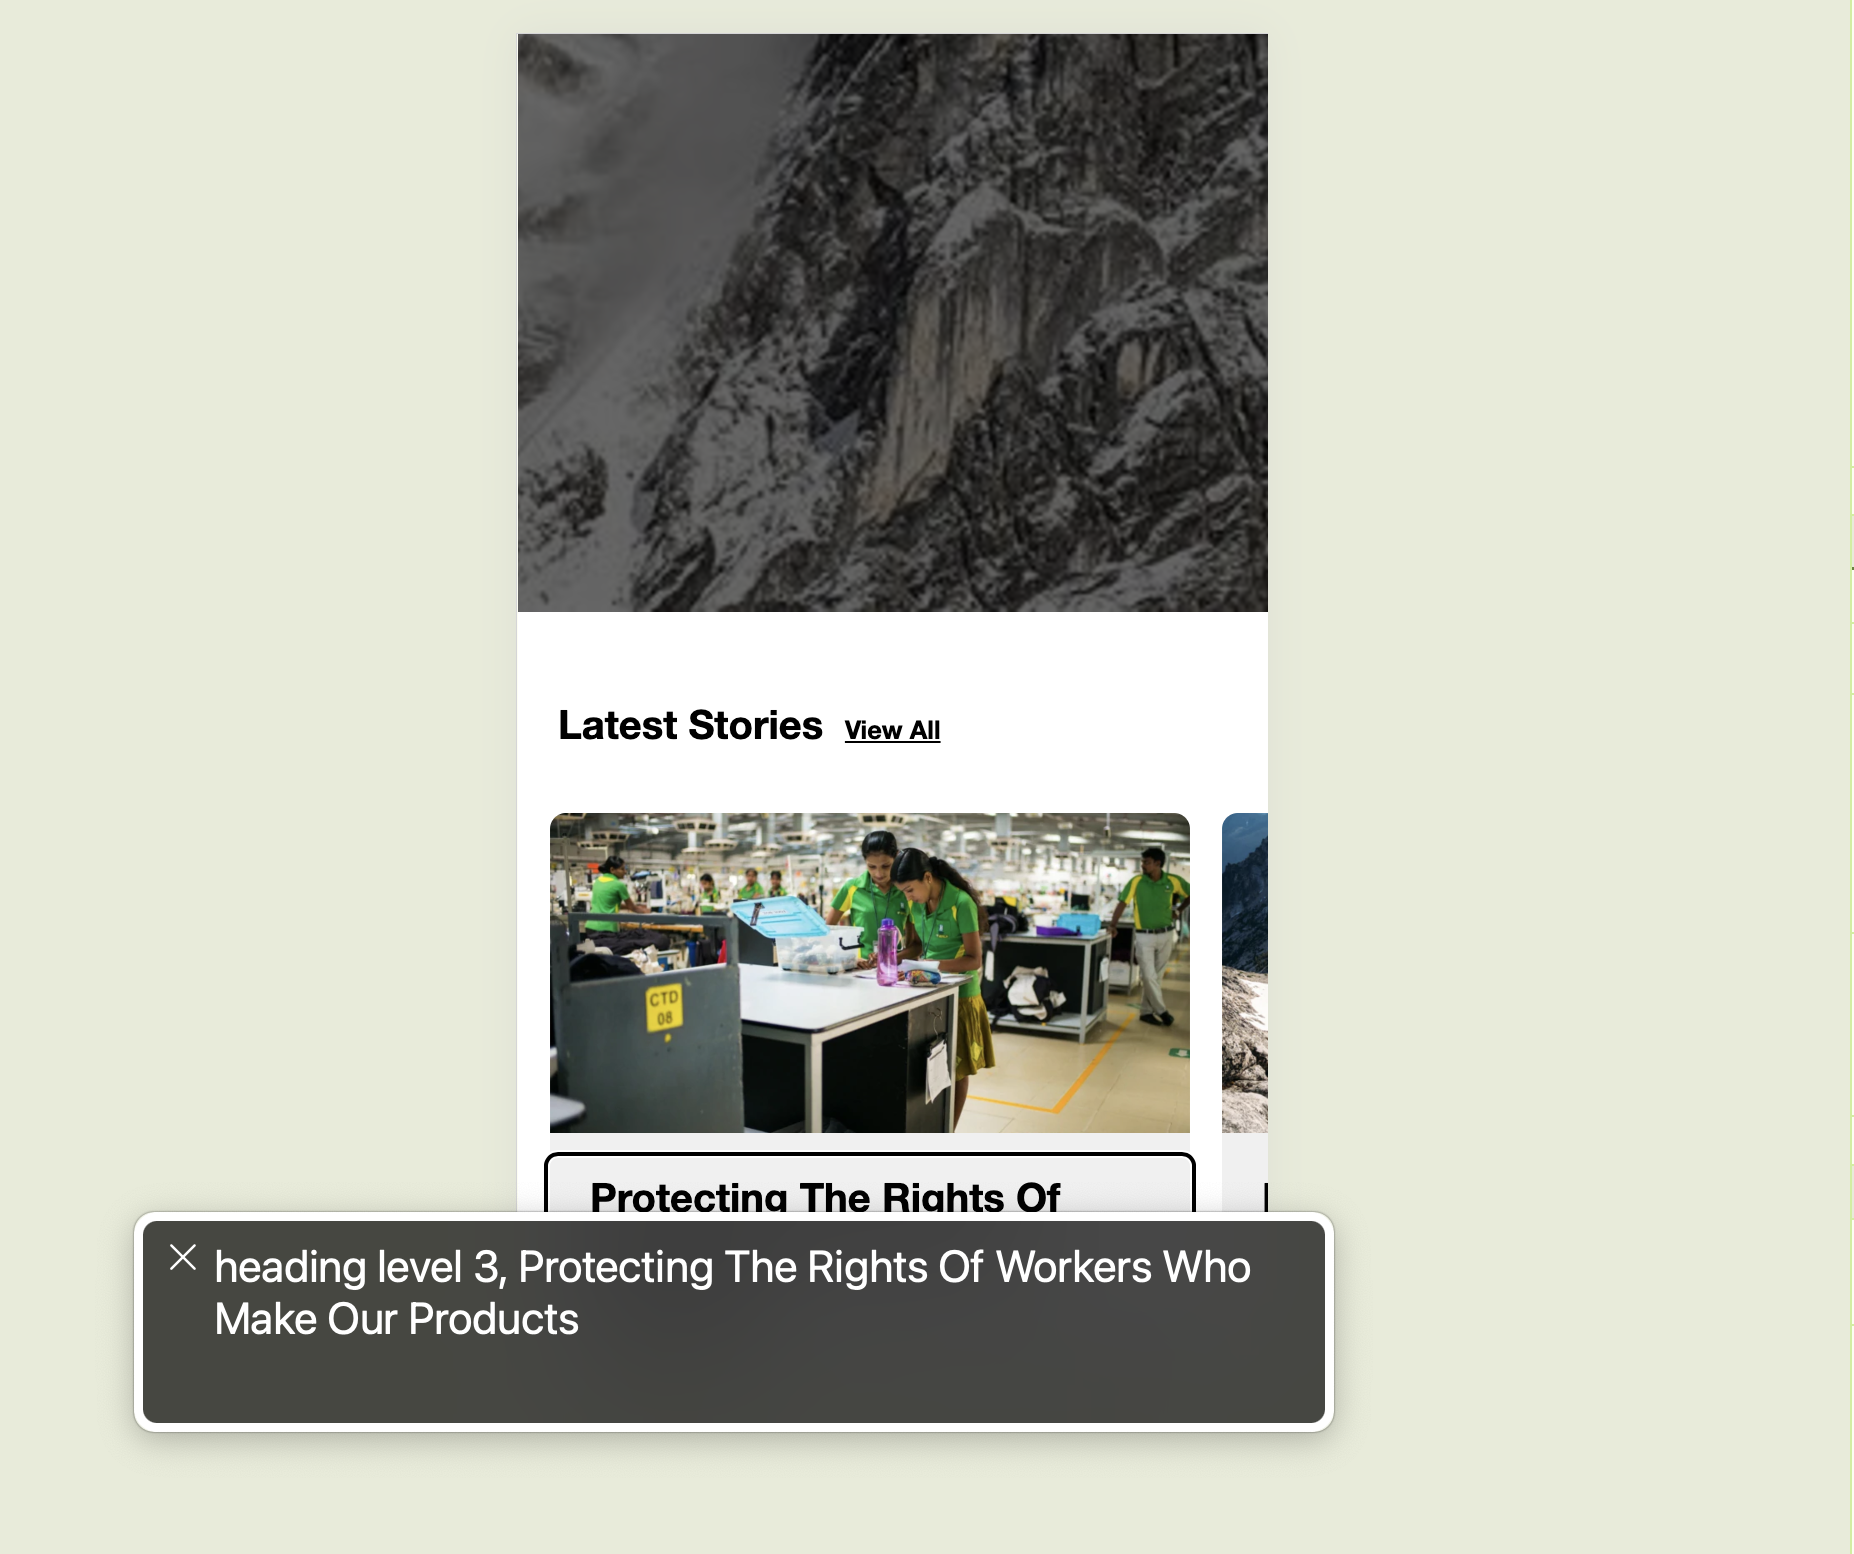 Latest Stories View All
CTD
08
Protecting The Rights Of
heading level 3, Protecting The Rights Of Workers Who
Make Our Products